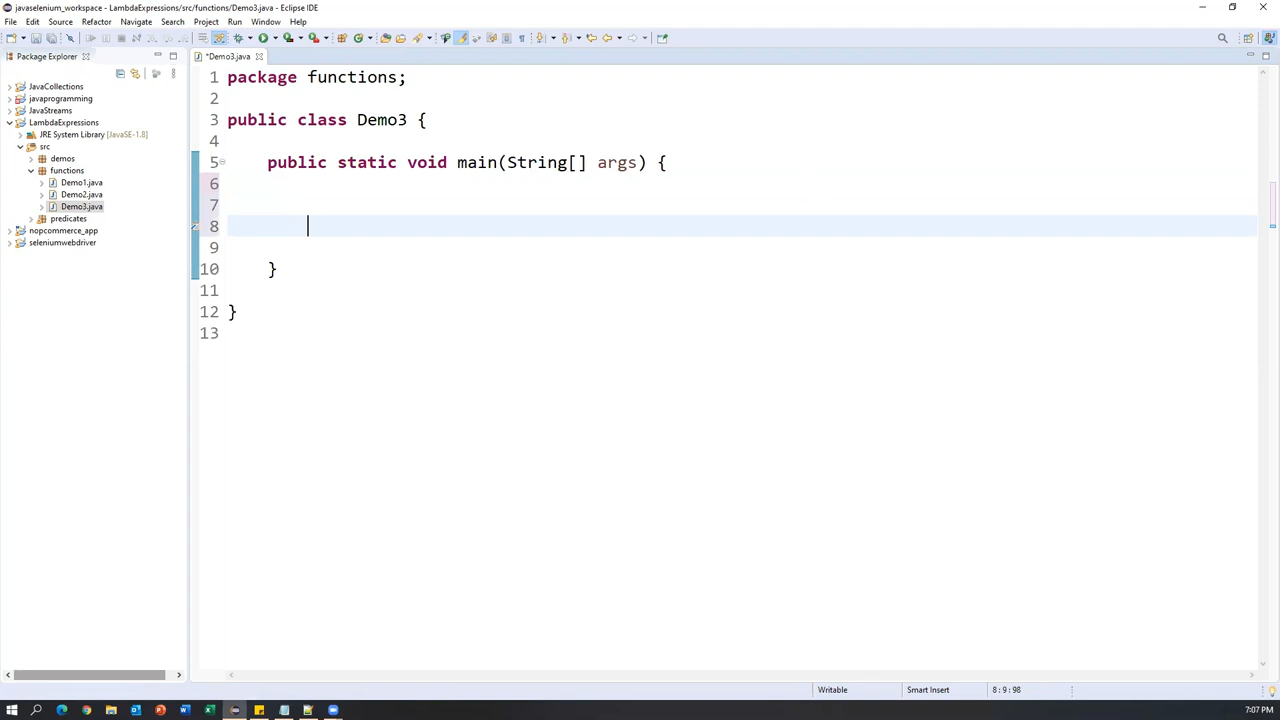 javaselenium_workspace - LambdaExpressions/src/functions/Demo3.java - Eclipse IDE
File Edit Source Refactor Navigate Search Project Run Window Help
Package Explorer
*Demo3.java
JavaCollections
javaprogramming
JavaStreams
LambdaExpressions
JRE System Library [JavaSE-1.8]
src
demos
functions
Demo1.java
Demo2.java
Demo3.java
predicates
nopcommerce_app
seleniumwebdriver
1 package functions;
2
3 public class Demo3 {
4
5 public static void main(String[] args) {
6
7
8
9
10 }
11
12 }
13
Writable Smart Insert 8 : 9 : 98
7:07 PM